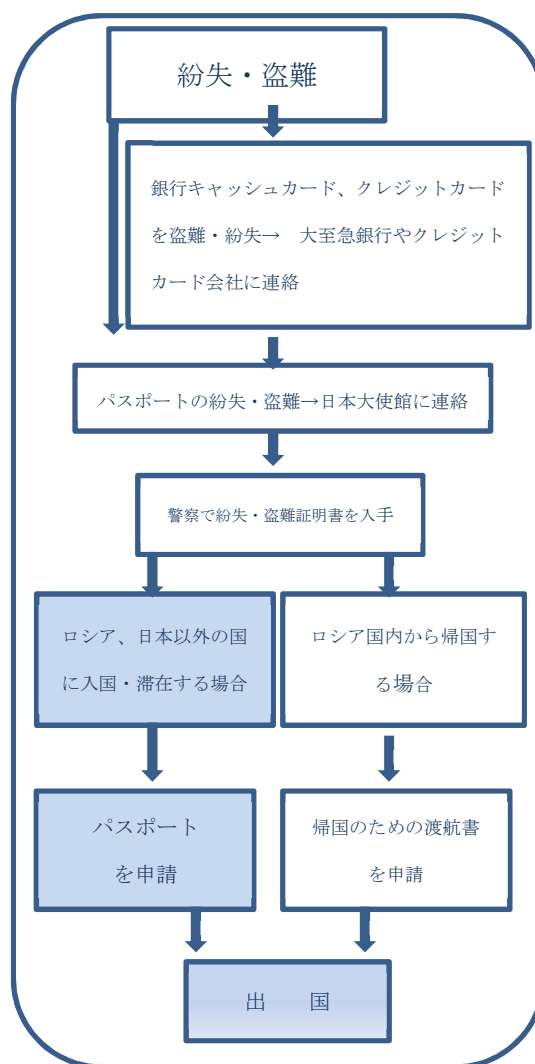 紛失・盗難
銀行キャッシュカード、クレジットカード
を盗難・紛失→　大至急銀行やクレジット
カード会社に連絡
パスポートの紛失・盗難→日本大使館に連絡
警察で紛失・盗難証明書を入手
ロシア、日本以外の国
に入国・滞在する場合
ロシア国内から帰国す
る場合
パスポート
を申請
帰国のための渡航書
を申請
出　　国